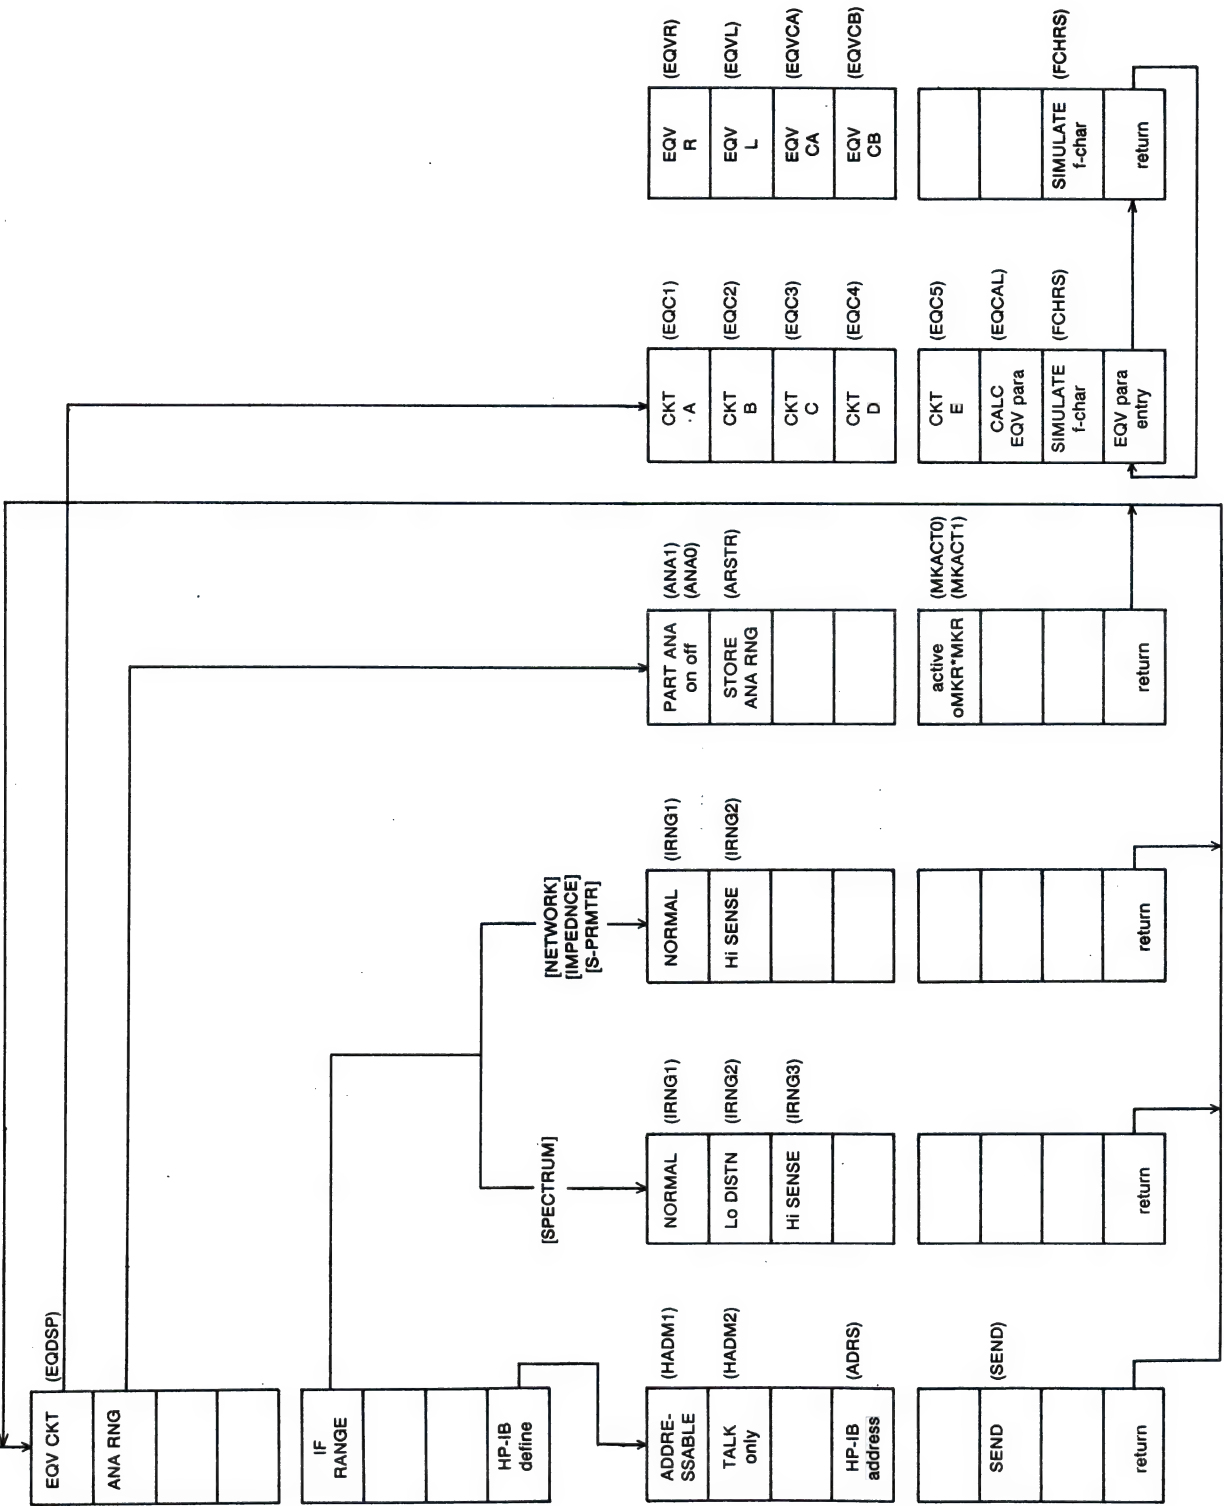 EQV CKT
(EQDSP)
ANA RNG
IF
RANGE
HP-IB
define
ADDRE-
SSABLE
(HADM1)
TALK
only
(HADM2)
HP-IB
address
(ADRS)
SEND
(SEND)
return
[SPECTRUM]
NORMAL
(IRNG1)
Lo DISTN
(IRNG2)
Hi SENSE
(IRNG3)
return
[NETWORK]
[IMPEDNCE]
[S-PRMTR]
NORMAL
(IRNG1)
Hi SENSE
(IRNG2)
return
PART ANA
on off
(ANA1)
(ANA0)
STORE
ANA RNG
(ARSTR)
active
oMKR*MKR
(MKACT0)
(MKACT1)
return
CKT
A
(EQC1)
CKT
B
(EQC2)
CKT
C
(EQC3)
CKT
D
(EQC4)
CKT
E
(EQC5)
CALC
EQV para
(EQCAL)
SIMULATE
f-char
(FCHRS)
EQV para
entry
EQV
R
(EQVR)
EQV
L
(EQVL)
EQV
CA
(EQVCA)
EQV
CB
(EQVCB)
SIMULATE
f-char
(FCHRS)
return